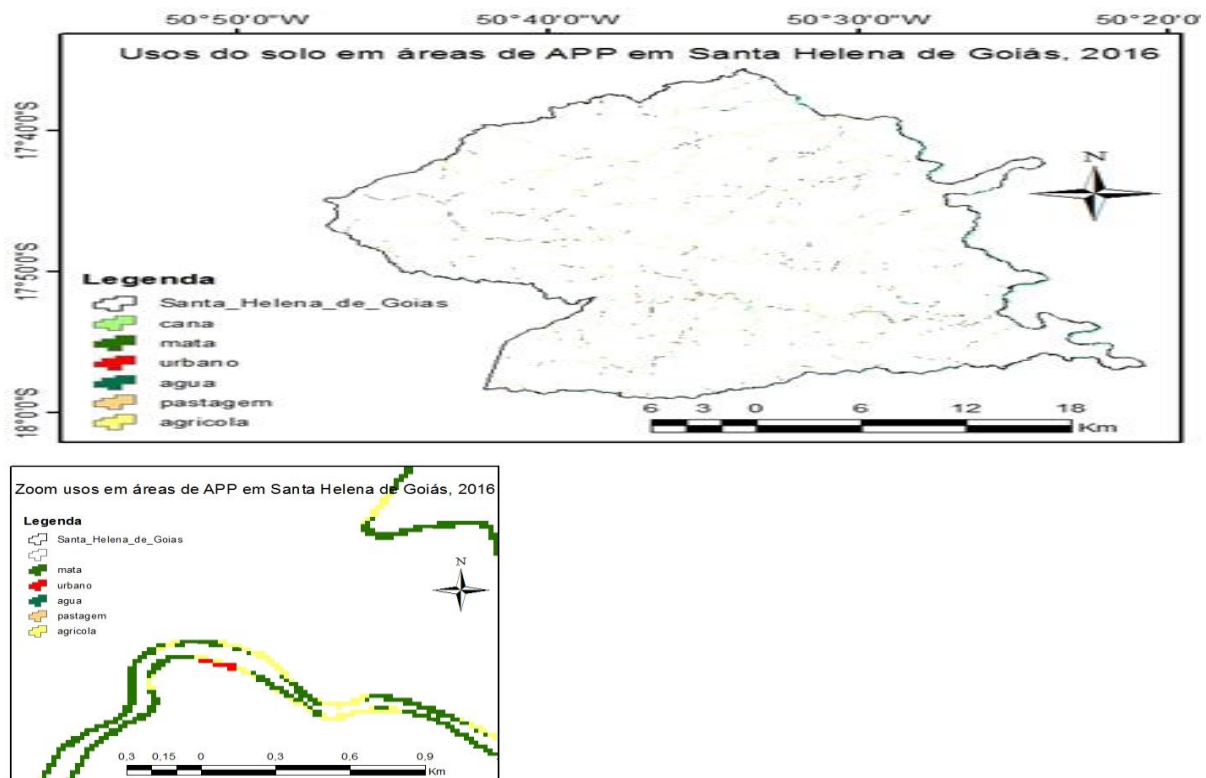 50°50'0"W 50°40'0"W 50°30'0"W 50°20'0
Usos do solo em áreas de APP em Santa Helena de Goiás, 2016
17°40'0"S
N
17°50'0"S
Legenda
Santa_Helena_de_Goias
cana
mata
urbano
agua
pastagem
agricola
18°0'0"S
6 3 0 6 12 18
Km
Zoom usos em áreas de APP em Santa Helena de Goiás, 2016
Legenda
Santa_Helena_de_Goias
mata
urbano
agua
pastagem
agricola
N
0,3 0,15 0 0,3 0,6 0,9
Km